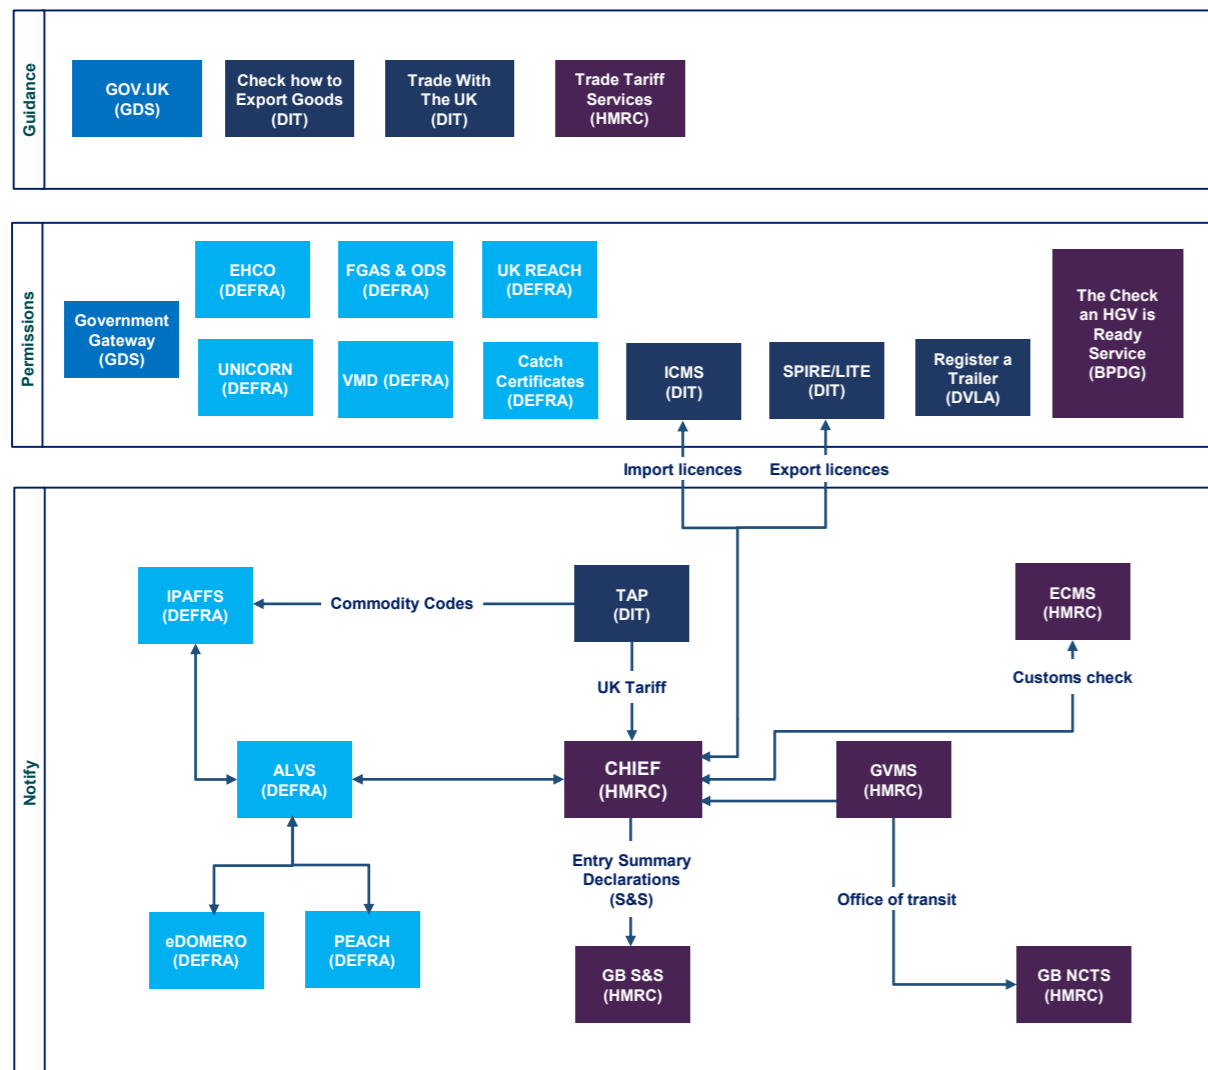 Guidance
GOV.UK
(GDS)
Check how to
Export Goods
(DIT)
Trade With
The UK
(DIT)
Trade Tariff
Services
(HMRC)
Permissions
Government
Gateway
(GDS)
EHCO
(DEFRA)
FGAS & ODS
(DEFRA)
UK REACH
(DEFRA)
UNICORN
(DEFRA)
VMD (DEFRA)
Catch
Certificates
(DEFRA)
ICMS
(DIT)
SPIRE/LITE
(DIT)
Register a
Trailer
(DVLA)
The Check
an HGV is
Ready
Service
(BPDG)
Import licences
Export licences
Notify
IPAFFS
(DEFRA)
Commodity Codes
TAP
(DIT)
ECMS
(HMRC)
UK Tariff
Customs check
ALVS
(DEFRA)
CHIEF
(HMRC)
GVMS
(HMRC)
Entry Summary
Declarations
(S&S)
Office of transit
eDOMERO
(DEFRA)
PEACH
(DEFRA)
GB S&S
(HMRC)
GB NCTS
(HMRC)